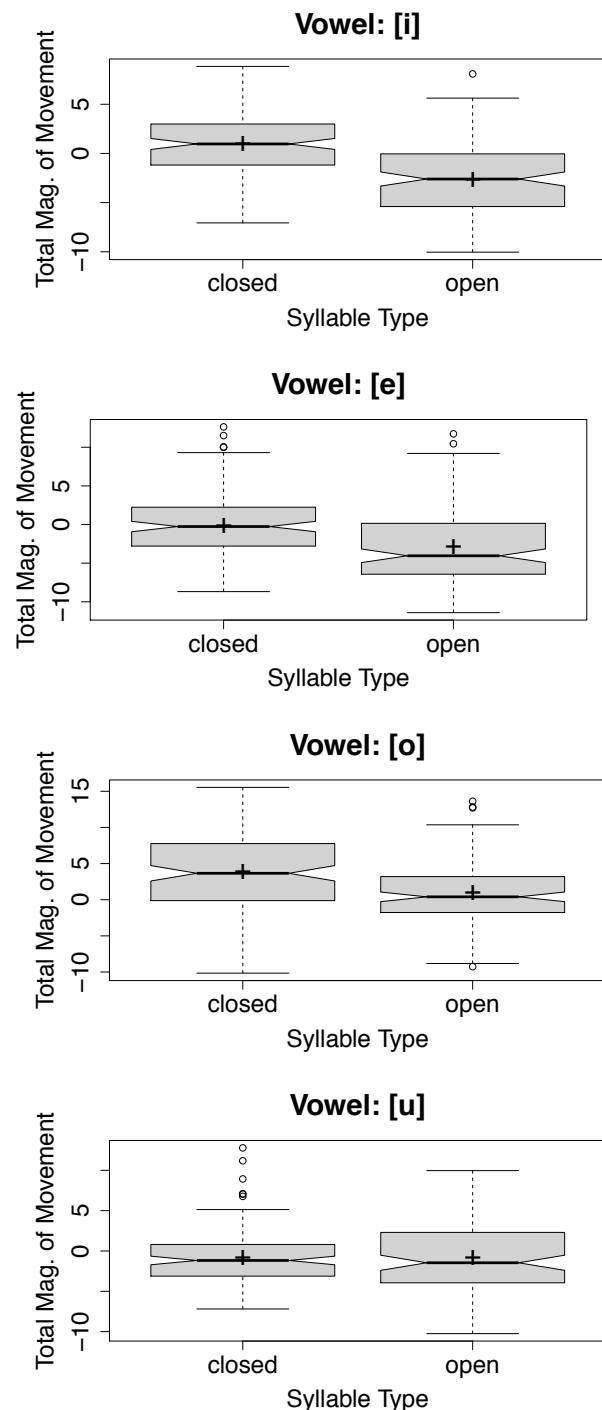 Vowel: [i]
Total Mag. of Movement
5
0
−10
closed open
Syllable Type
Vowel: [e]
Total Mag. of Movement
5
0
−10
closed open
Syllable Type
Vowel: [o]
Total Mag. of Movement
15
5
0
−10
closed open
Syllable Type
Vowel: [u]
Total Mag. of Movement
5
0
−10
closed open
Syllable Type